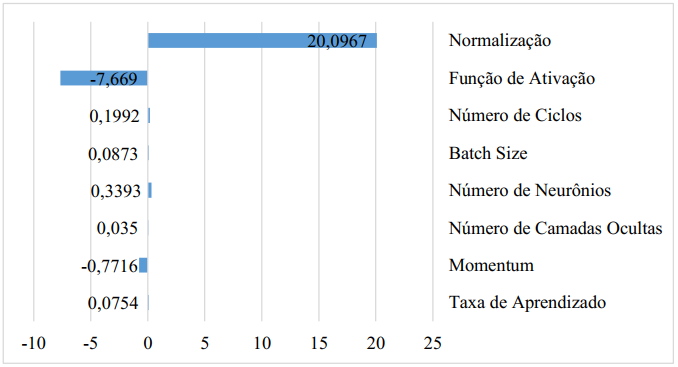 20,0967 Normalização
-7,669 Função de Ativação
0,1992 Número de Ciclos
0,0873 Batch Size
0,3393 Número de Neurônios
0,035 Número de Camadas Ocultas
-0,7716 Momentum
0,0754 Taxa de Aprendizado
-10 -5 0 5 10 15 20 25